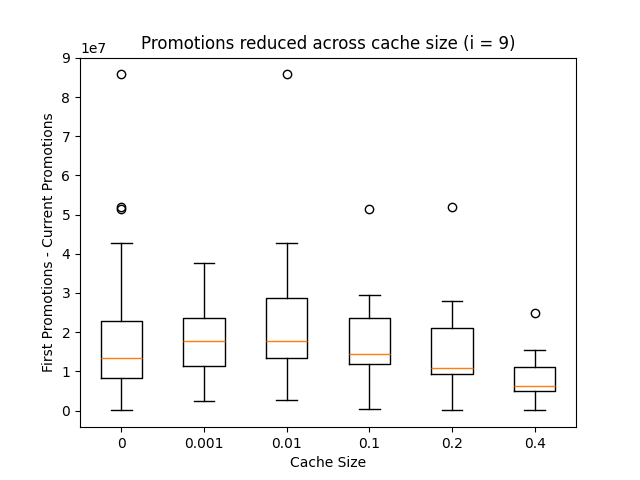 Promotions reduced across cache size (i = 9)
1e7
9
8
7
6
5
4
3
2
1
0
First Promotions - Current Promotions
0 0.001 0.01 0.1 0.2 0.4
Cache Size